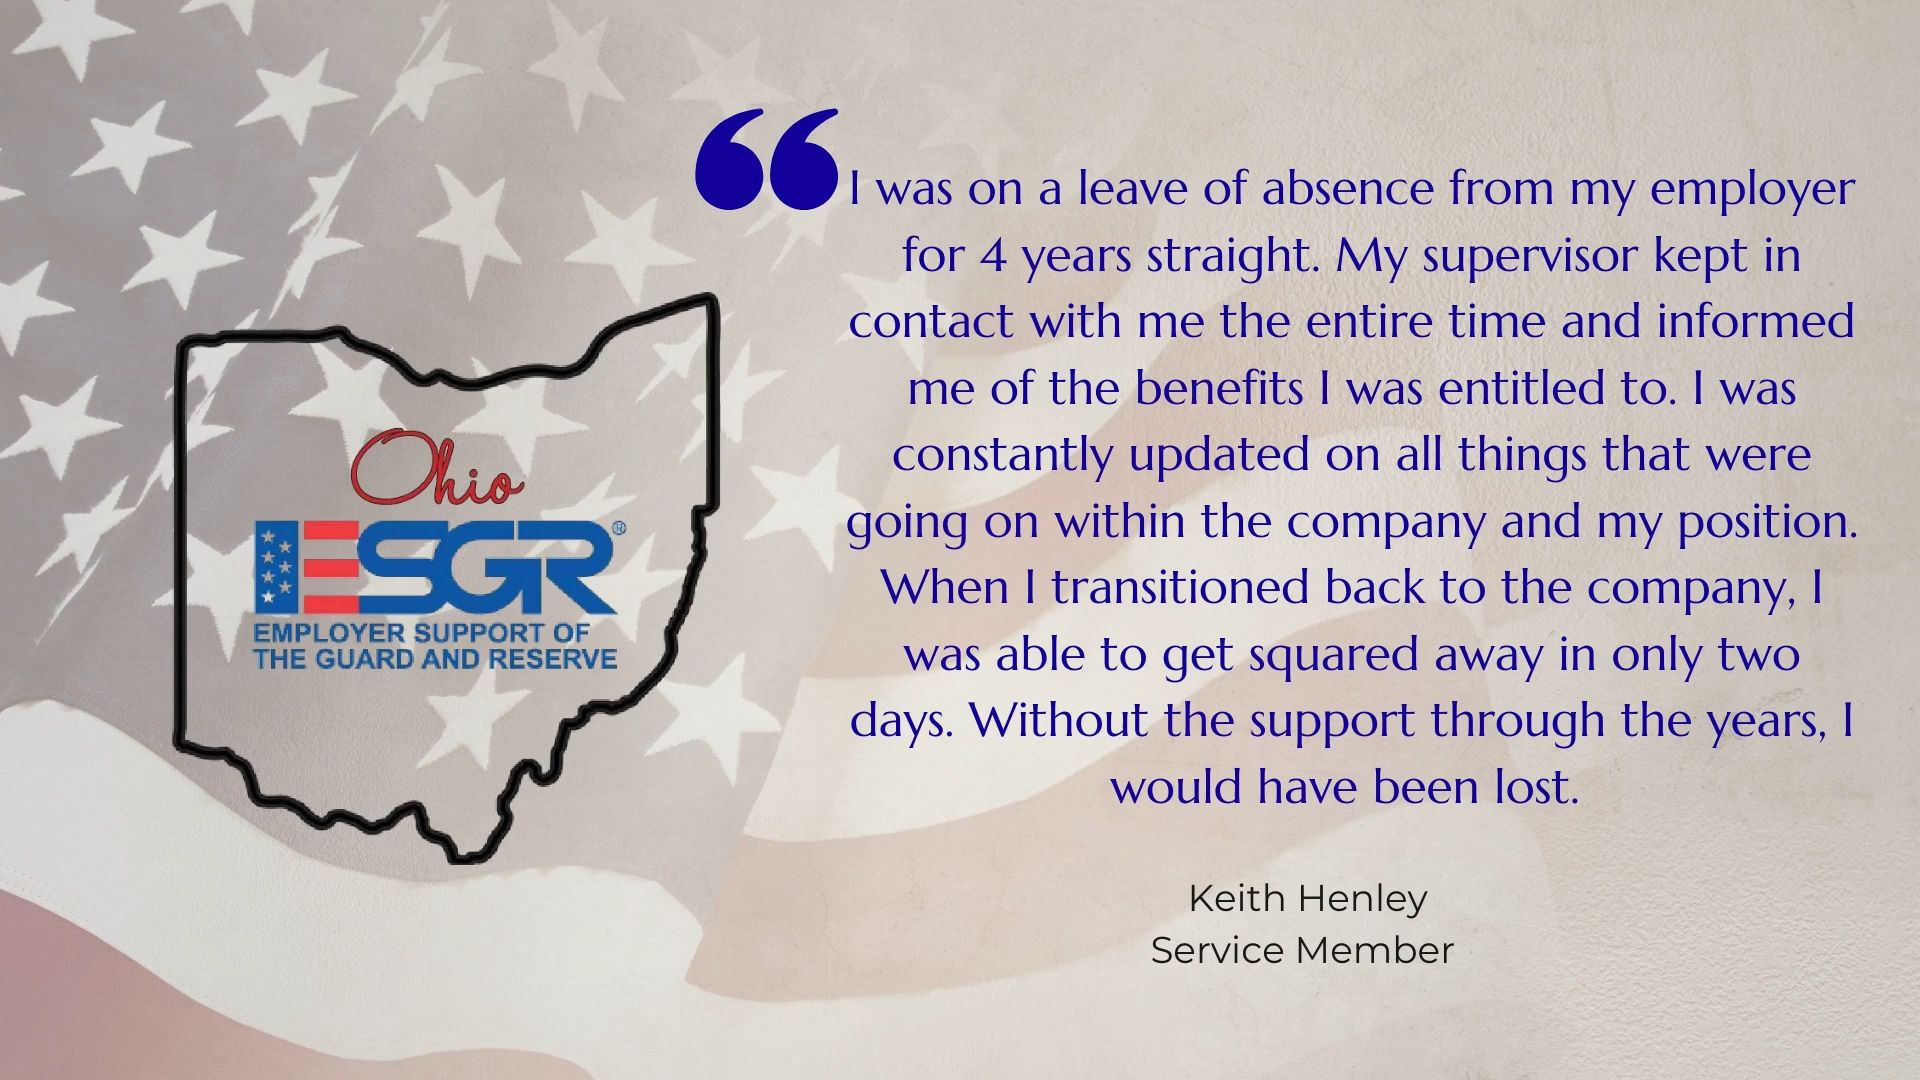 Ohio
ESGR®
EMPLOYER SUPPORT OF
THE GUARD AND RESERVE
“I was on a leave of absence from my employer
for 4 years straight. My supervisor kept in
contact with me the entire time and informed
me of the benefits I was entitled to. I was
constantly updated on all things that were
going on within the company and my position.
When I transitioned back to the company, I
was able to get squared away in only two
days. Without the support through the years, I
would have been lost.
Keith Henley
Service Member